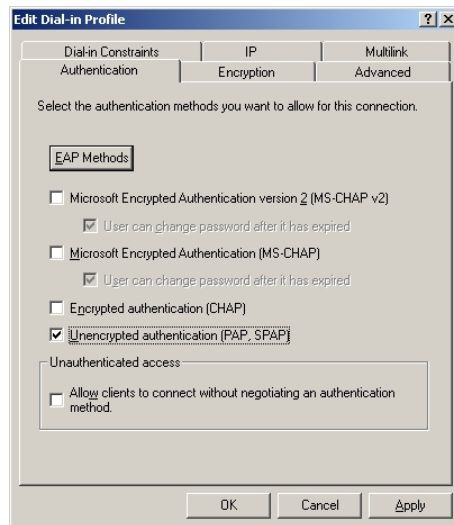 Edit Dial-in Profile
Dial-in Constraints IP Multilink
Authentication Encryption Advanced
Select the authentication methods you want to allow for this connection.
EAP Methods
Microsoft Encrypted Authentication version 2 (MS-CHAP v2)
User can change password after it has expired
Microsoft Encrypted Authentication (MS-CHAP)
User can change password after it has expired
Encrypted authentication (CHAP)
Unencrypted authentication (PAP, SPAP)
Unauthenticated access
Allow clients to connect without negotiating an authentication
method.
OK Cancel Apply